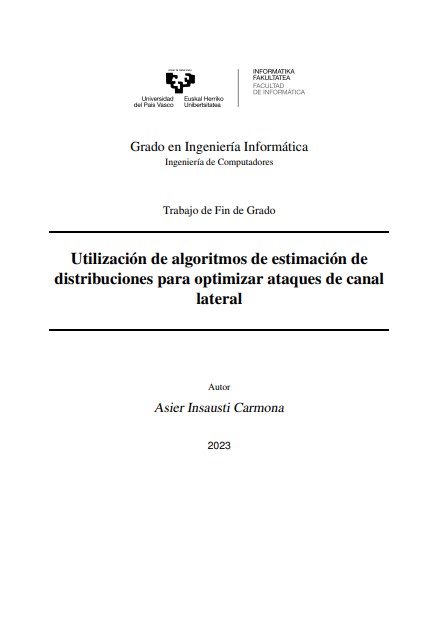 Universidad
del País Vasco
Euskal Herriko
Unibertsitatea
INFORMATIKA
FAKULTATEA
FACULTAD
DE INFORMÁTICA
Grado en Ingeniería Informática
Ingeniería de Computadores
Trabajo de Fin de Grado
Utilización de algoritmos de estimación de
distribuciones para optimizar ataques de canal
lateral
Autor
Asier Insausti Carmona
2023